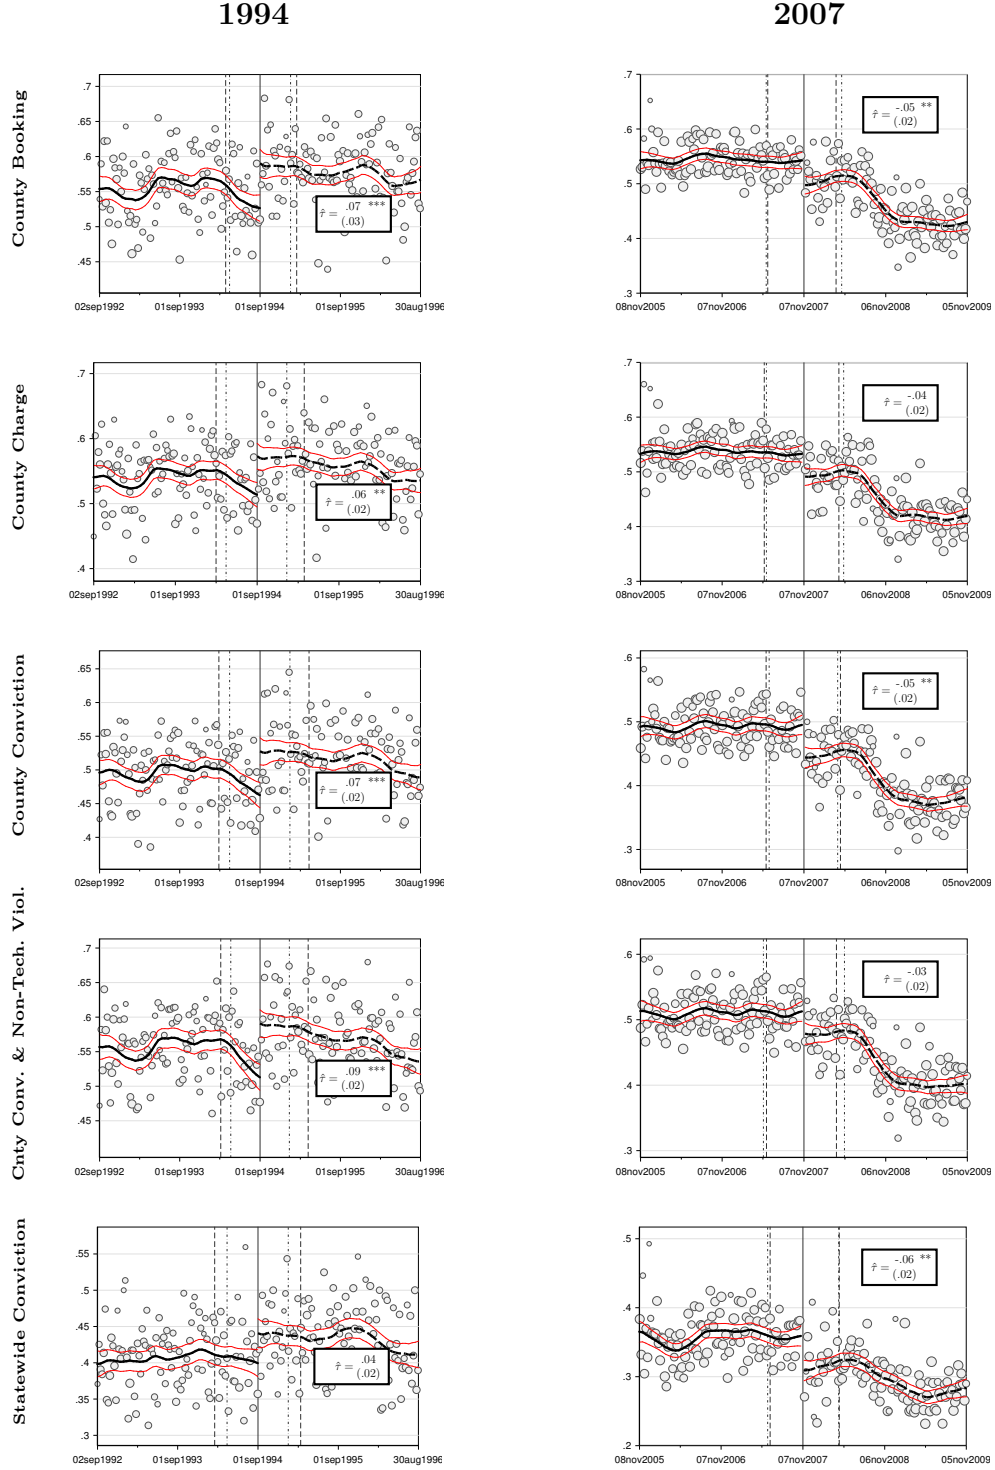 1994
2007
County Booking
.7
.65
.6
.55
.5
.45
τ̂ = .07 ***
(.03)
02sep1992 01sep1993 01sep1994 01sep1995 30aug1996
.7
.6
.5
.4
.3
τ̂ = -.05 **
(.02)
08nov2005 07nov2006 07nov2007 06nov2008 05nov2009
County Charge
.7
.6
.5
.4
τ̂ = .06 **
(.02)
02sep1992 01sep1993 01sep1994 01sep1995 30aug1996
.7
.6
.5
.4
.3
τ̂ = -.04
(.02)
08nov2005 07nov2006 07nov2007 06nov2008 05nov2009
County Conviction
.65
.6
.55
.5
.45
.4
τ̂ = .07 ***
(.02)
02sep1992 01sep1993 01sep1994 01sep1995 30aug1996
.6
.5
.4
.3
τ̂ = -.05 **
(.02)
08nov2005 07nov2006 07nov2007 06nov2008 05nov2009
Cnty Conv. & Non-Tech. Viol.
.7
.65
.6
.55
.5
.45
τ̂ = .09 ***
(.02)
02sep1992 01sep1993 01sep1994 01sep1995 30aug1996
.6
.5
.4
.3
τ̂ = -.03
(.02)
08nov2005 07nov2006 07nov2007 06nov2008 05nov2009
Statewide Conviction
.55
.5
.45
.4
.35
.3
τ̂ = .04
(.02)
02sep1992 01sep1993 01sep1994 01sep1995 30aug1996
.5
.4
.3
.2
τ̂ = -.06 **
(.02)
08nov2005 07nov2006 07nov2007 06nov2008 05nov2009